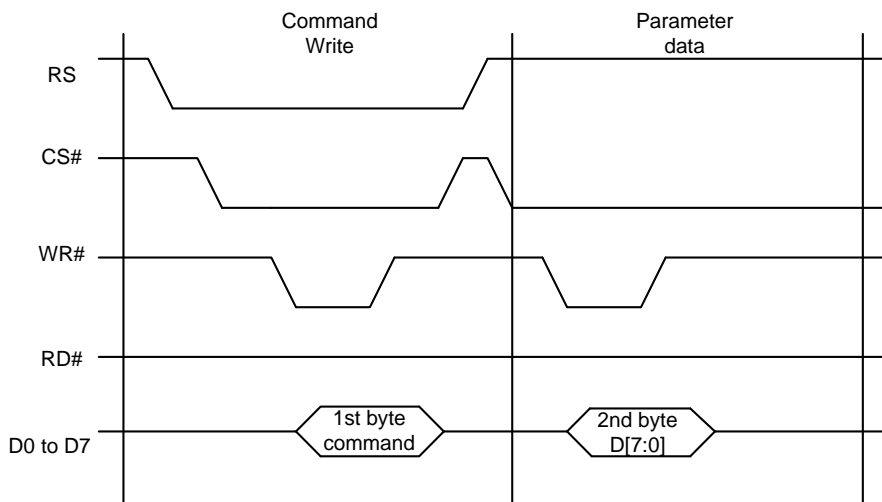 Command
Write
Parameter
data
RS
CS#
WR#
RD#
D0 to D7
1st byte
command
2nd byte
D[7:0]